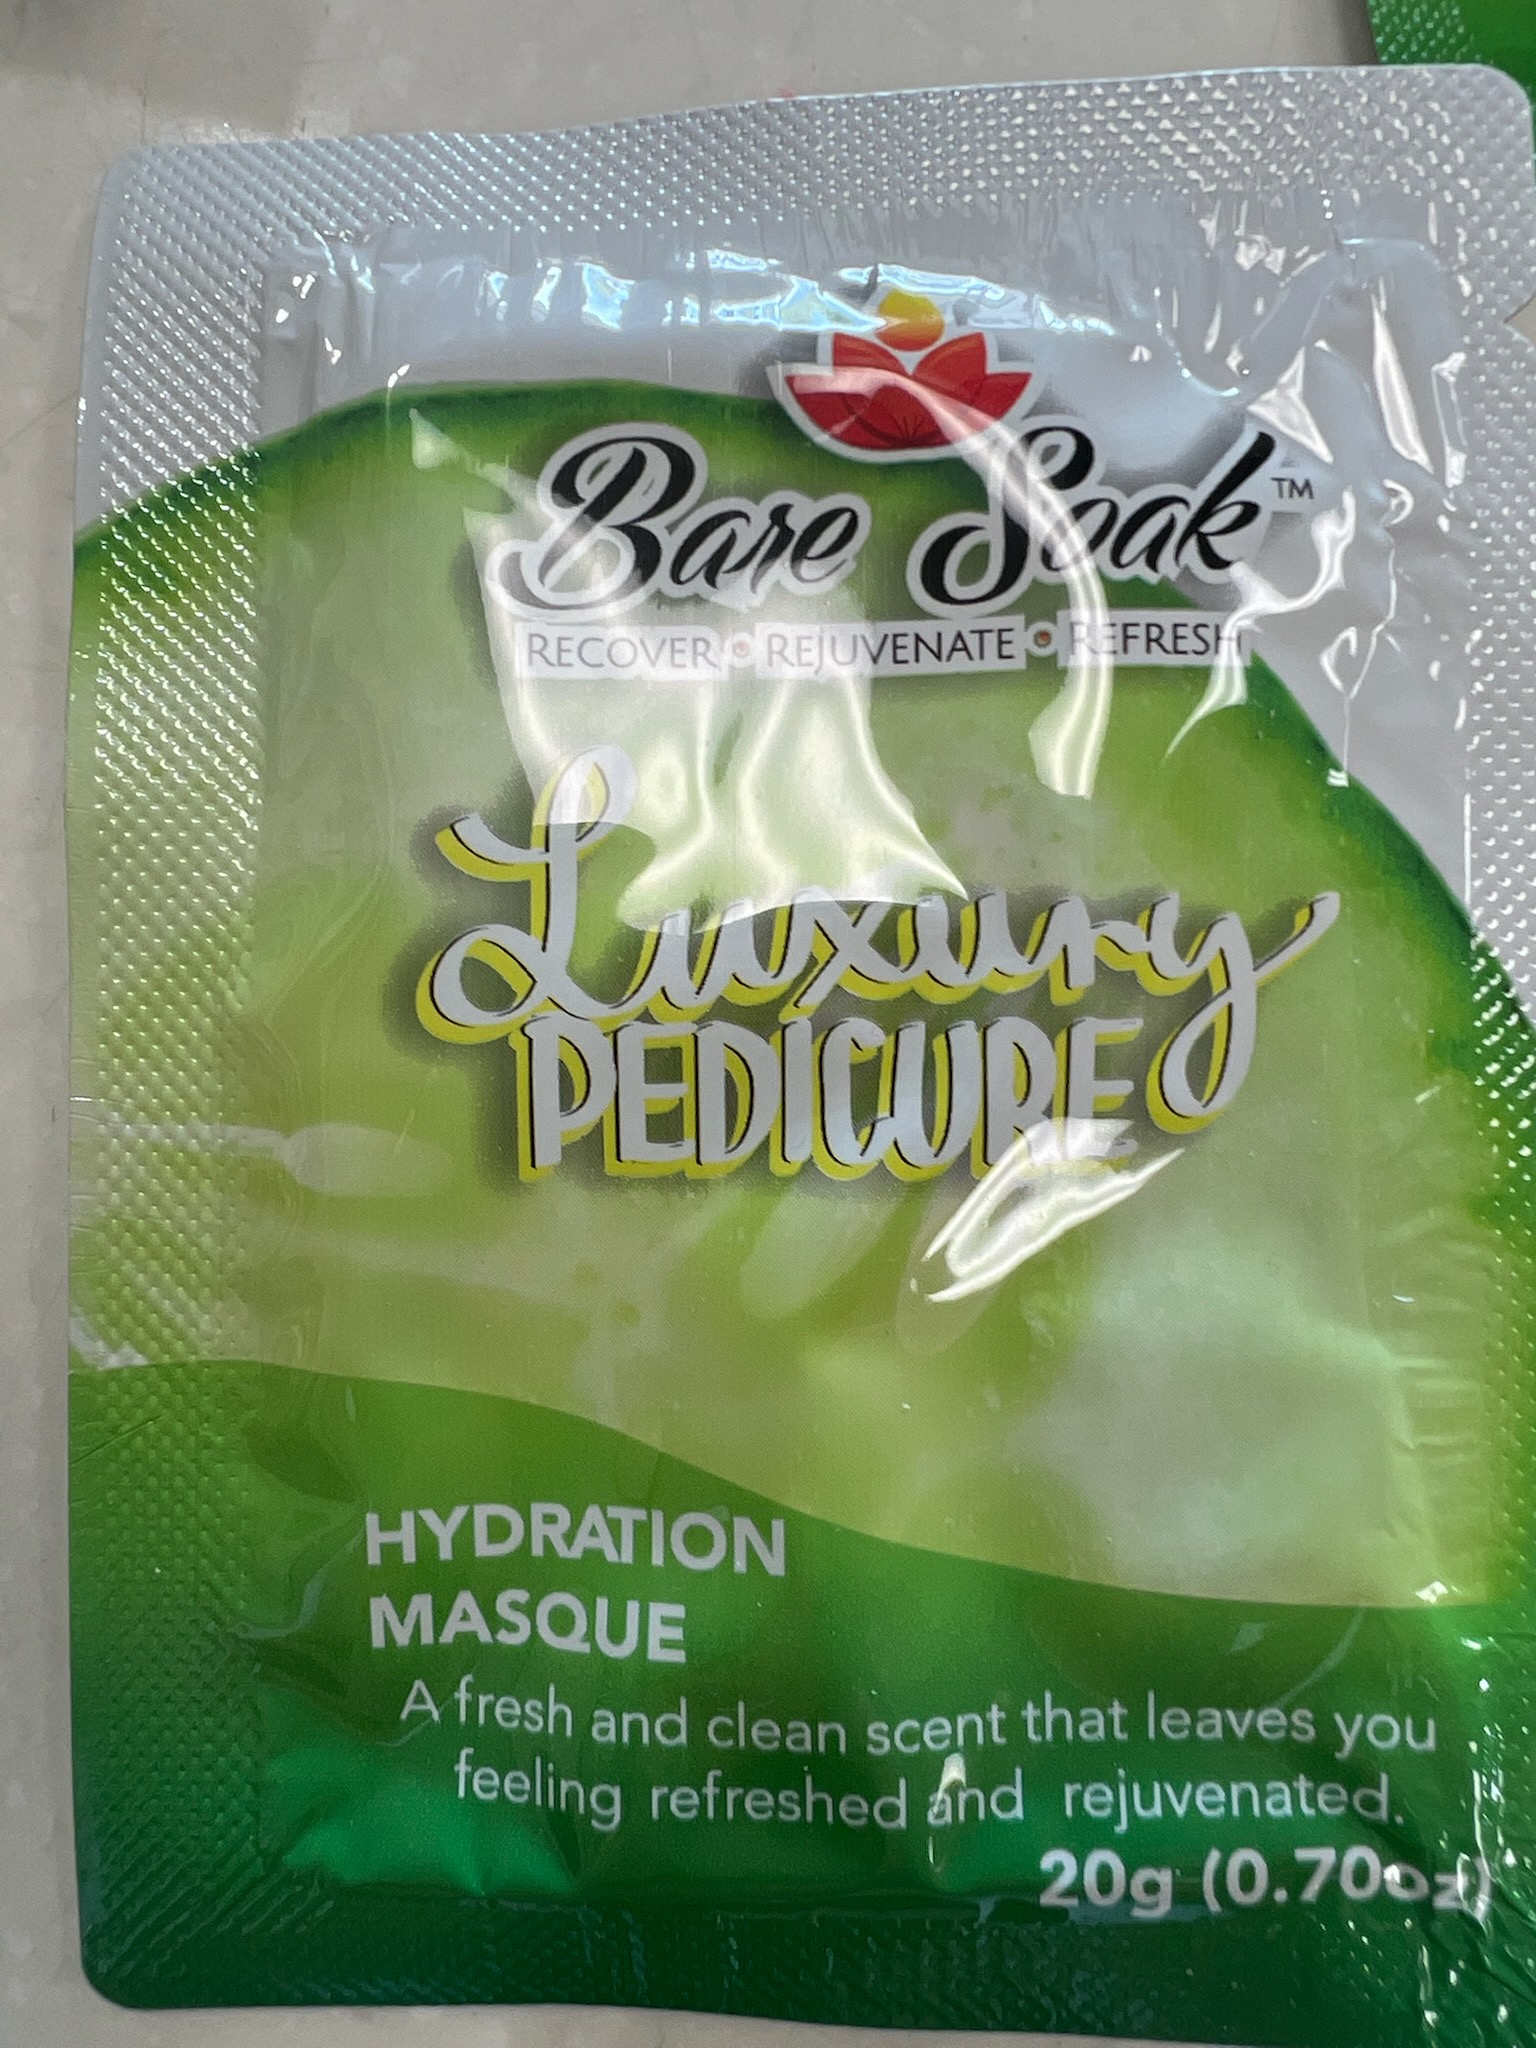 Bare Soak™
RECOVER • REJUVENATE • REFRESH
Luxury
PEDICURE
HYDRATION
MASQUE
A fresh and clean scent that leaves you
feeling refreshed and rejuvenated.
20g (0.70oz)